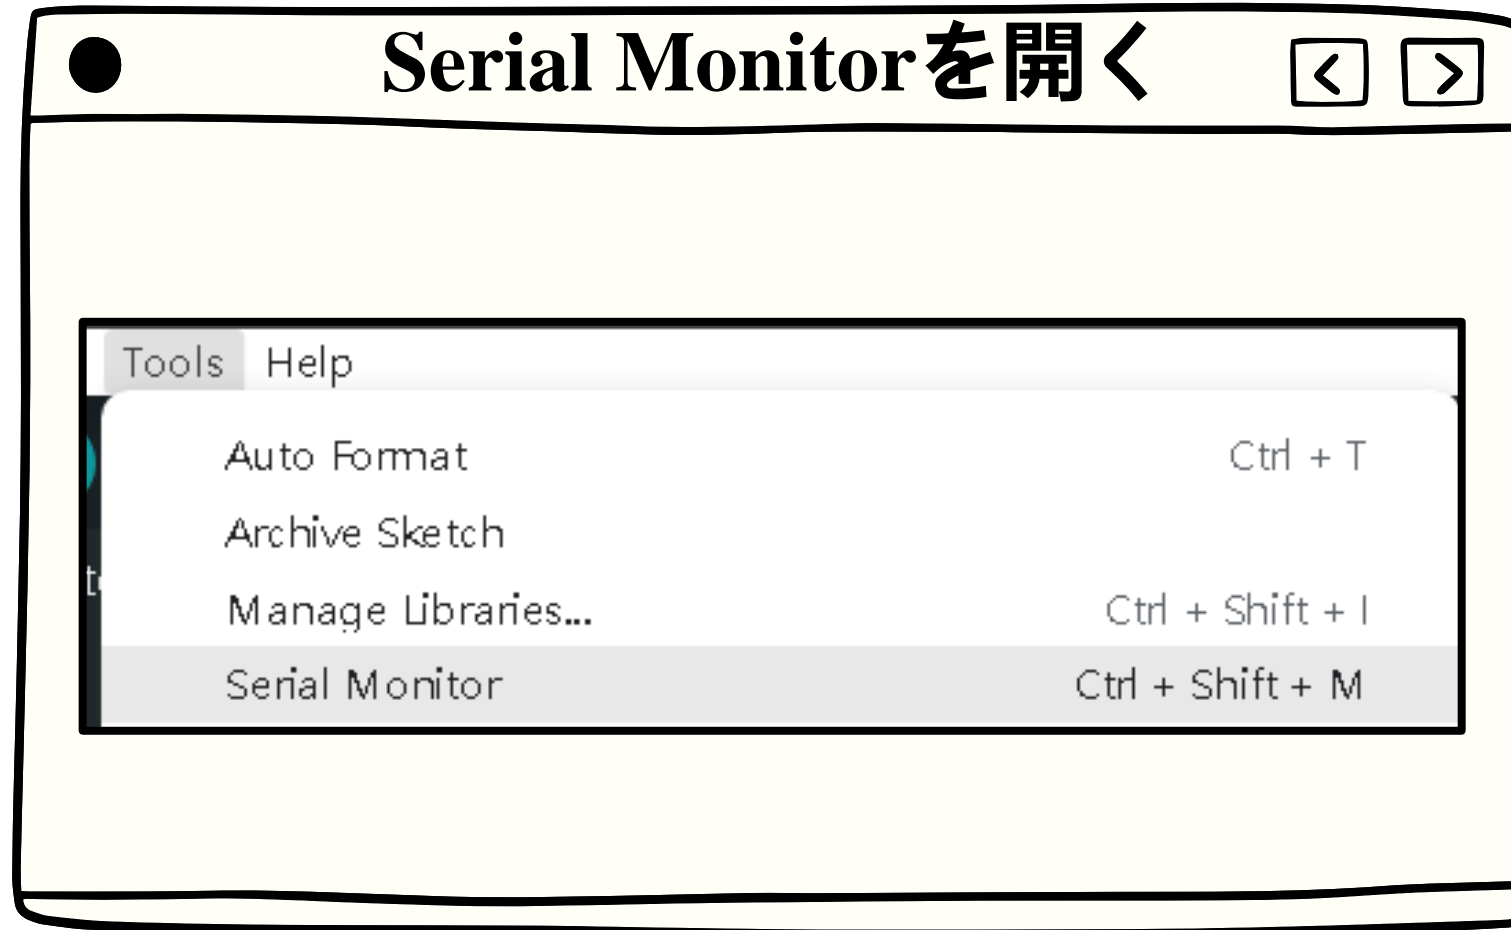 Serial Monitorを開く
Tools Help
Auto Format Ctrl + T
Archive Sketch
Manage Libraries... Ctrl + Shift + I
Serial Monitor Ctrl + Shift + M